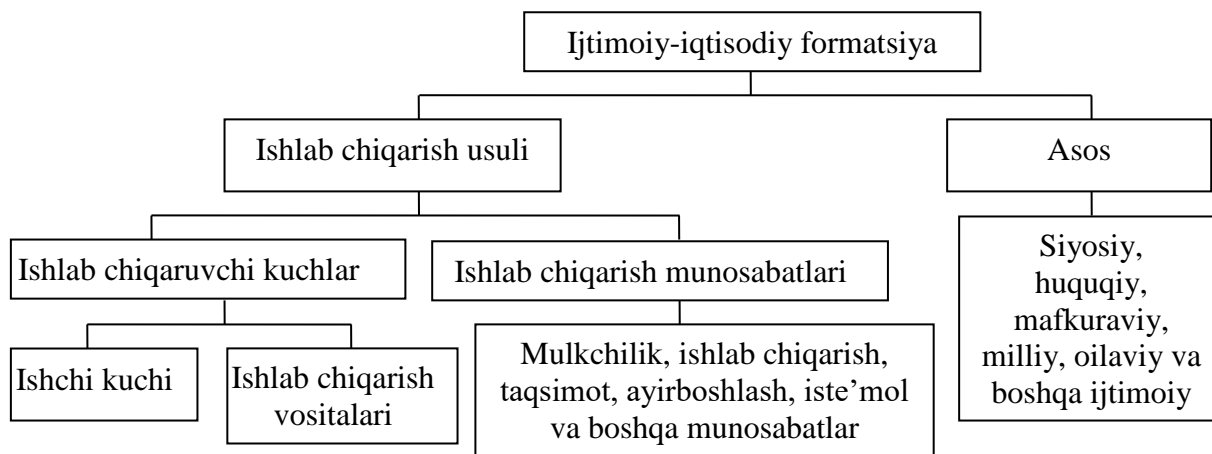 Ijtimoiy-iqtisodiy formatsiya
Ishlab chiqarish usuli
Asos
Ishlab chiqaruvchi kuchlar
Ishlab chiqarish munosabatlari
Siyosiy,
huquqiy,
mafkuraviy,
milliy, oilaviy va
boshqa ijtimoiy
Ishchi kuchi
Ishlab chiqarish
vositalari
Mulkchilik, ishlab chiqarish,
taqsimot, ayirboshlash, iste’mol
va boshqa munosabatlar